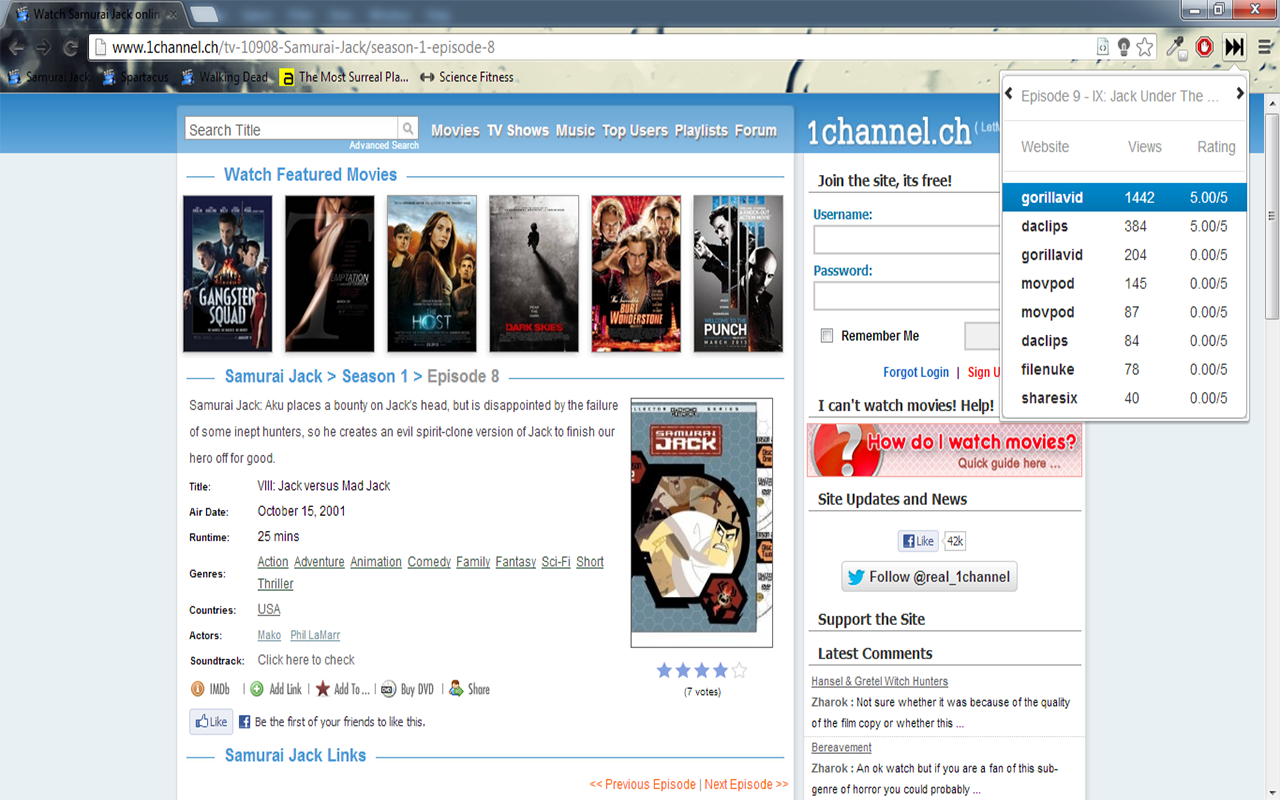 Watch Samurai Jack onlin
www.1channel.ch/tv-10908-Samurai-Jack/season-1-episode-8
Samurai Jack Spartacus Walking Dead a The Most Surreal Pla... Science Fitness
Search Title
Advanced Search
Movies TV Shows Music Top Users Playlists Forum
1channel.ch
Watch Featured Movies
GANGSTER SQUAD
THE HOST
DARK SKIES
BURT WONDERSTONE
WELCOME TO THE PUNCH
MARCH 2013
Samurai Jack > Season 1 > Episode 8
Samurai Jack: Aku places a bounty on Jack's head, but is disappointed by the failure
of some inept hunters, so he creates an evil spirit-clone version of Jack to finish our
hero off for good.
Title: VIII: Jack versus Mad Jack
Air Date: October 15, 2001
Runtime: 25 mins
Genres: Action Adventure Animation Comedy Family Fantasy Sci-Fi Short
Thriller
Countries: USA
Actors: Mako Phil LaMarr
Soundtrack: Click here to check
IMDb | Add Link | Add To ... | Buy DVD | Share
Like Be the first of your friends to like this.
SAMURAI JACK
(7 votes)
Samurai Jack Links
<< Previous Episode | Next Episode >>
Join the site, its free!
Username:
Password:
Remember Me
Forgot Login | Sign U
I can't watch movies! Help!
How do I watch movies?
Quick guide here ...
Site Updates and News
Like 42k
Follow @real_1channel
Support the Site
Latest Comments
Hansel & Gretel Witch Hunters
Zharok : Not sure whether it was because of the quality
of the film copy or whether this ...
Bereavement
Zharok : An ok watch but if you are a fan of this sub-
genre of horror you could probably ...
Episode 9 - IX: Jack Under The ...
Website Views Rating
gorillavid 1442 5.00/5
daclips 384 5.00/5
gorillavid 204 0.00/5
movpod 145 0.00/5
movpod 87 0.00/5
daclips 84 0.00/5
filenuke 78 0.00/5
sharesix 40 0.00/5